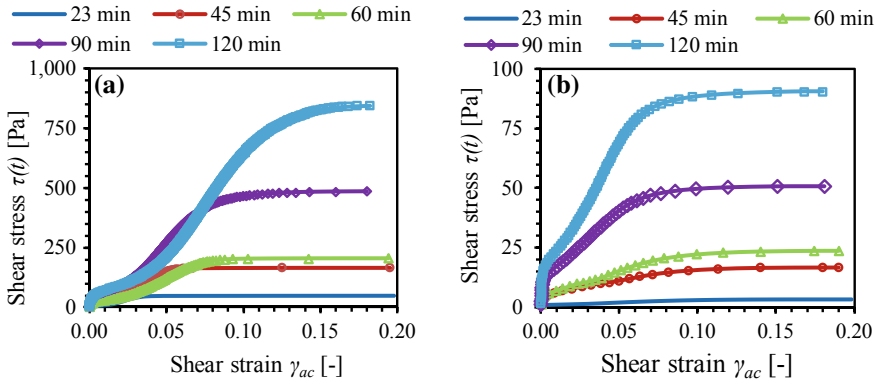 23 min 45 min 60 min
90 min 120 min
(a)
Shear stress τ(t) [Pa]
1,000
750
500
250
0
0.00 0.05 0.10 0.15 0.20
Shear strain γac [-]
23 min 45 min 60 min
90 min 120 min
(b)
Shear stress τ(t) [Pa]
100
75
50
25
0
0.00 0.05 0.10 0.15 0.20
Shear strain γac [-]